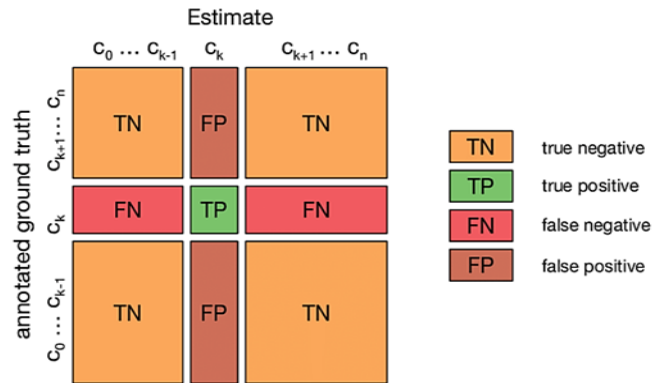 Estimate
c₀ … cₖ₋₁ cₖ cₖ₊₁ … cₙ
annotated ground truth
cₖ₊₁ … cₙ
TN FP TN
cₖ
FN TP FN
c₀ … cₖ₋₁
TN FP TN
TN true negative
TP true positive
FN false negative
FP false positive